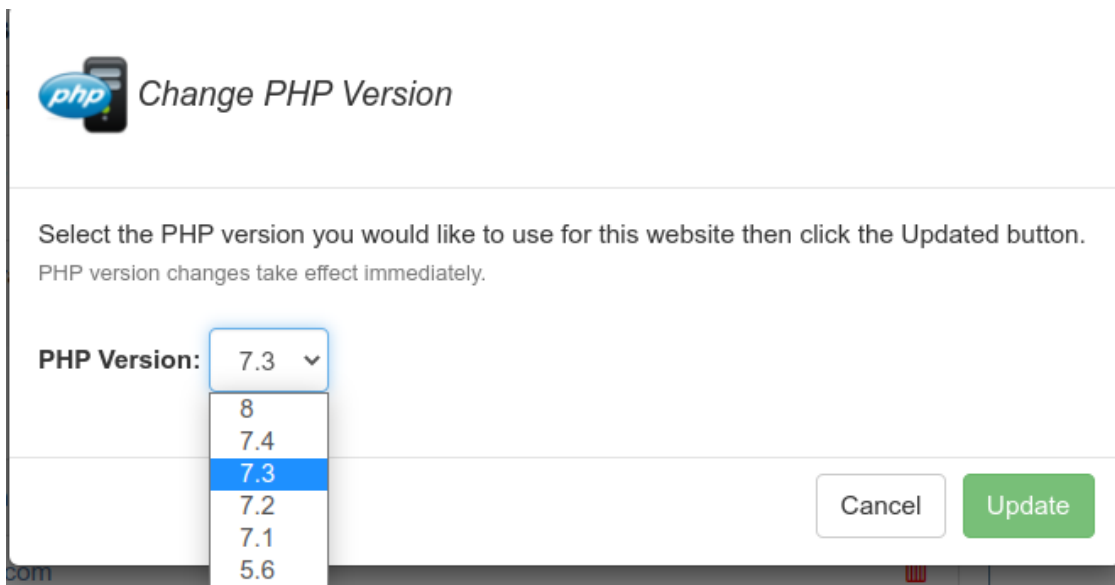 php
Change PHP Version
Select the PHP version you would like to use for this website then click the Updated button.
PHP version changes take effect immediately.
PHP Version: 7.3
8
7.4
7.3
7.2
7.1
5.6
Cancel
Update
com